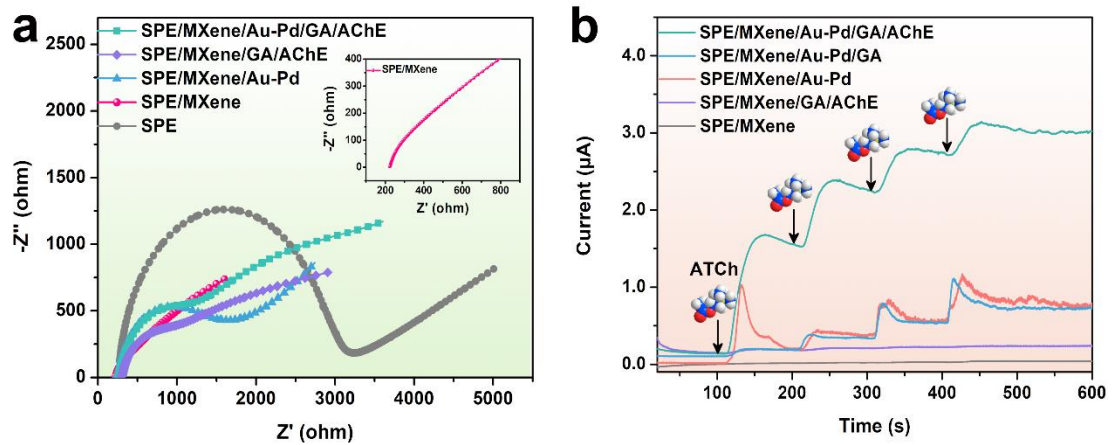 a
SPE/MXene/Au-Pd/GA/AChE
SPE/MXene/GA/AChE
SPE/MXene/Au-Pd
SPE/MXene
SPE
-Z'' (ohm)
2500
2000
1500
1000
500
0
0 1000 2000 3000 4000 5000
Z' (ohm)
SPE/MXene
-Z'' (ohm)
400
300
200
100
0
200 400 600 800
Z' (ohm)
b
SPE/MXene/Au-Pd/GA/AChE
SPE/MXene/Au-Pd/GA
SPE/MXene/Au-Pd
SPE/MXene/GA/AChE
SPE/MXene
ATCh
Current (µA)
4.0
3.0
2.0
1.0
0.0
100 200 300 400 500 600
Time (s)